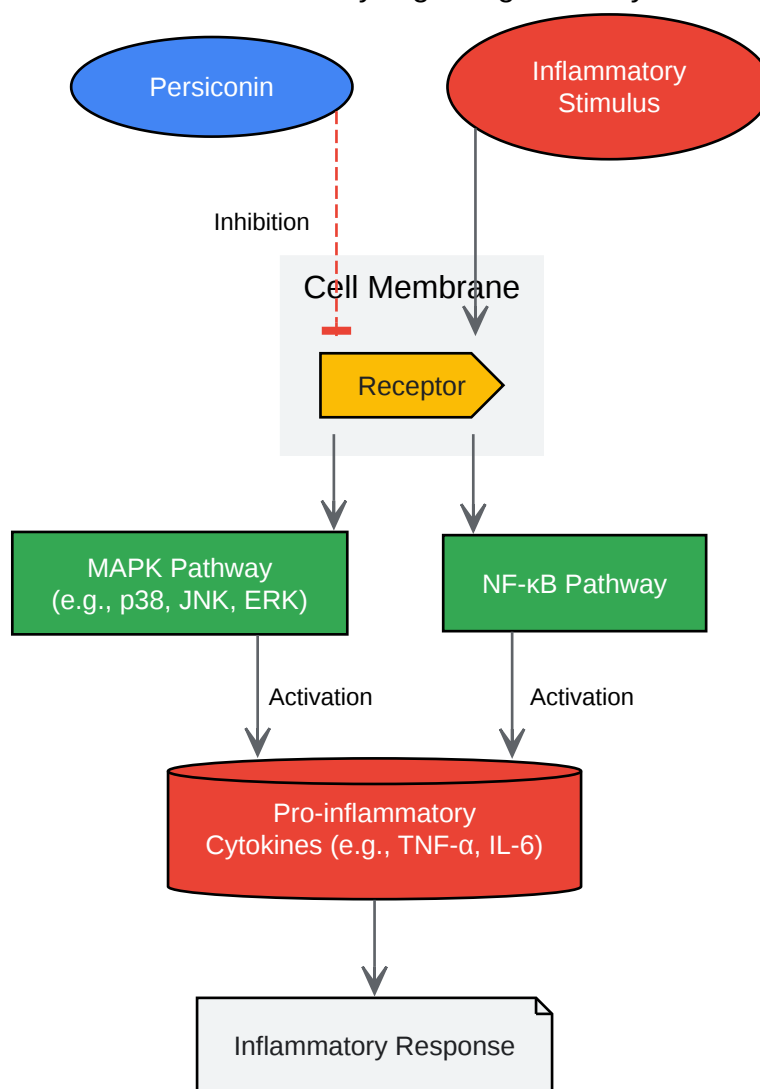 Persiconin
Inflammatory
Stimulus
Inhibition
Cell Membrane
Receptor
MAPK Pathway
(e.g., p38, JNK, ERK)
NF-κB Pathway
Activation
Activation
Pro-inflammatory
Cytokines (e.g., TNF-α, IL-6)
Inflammatory Response